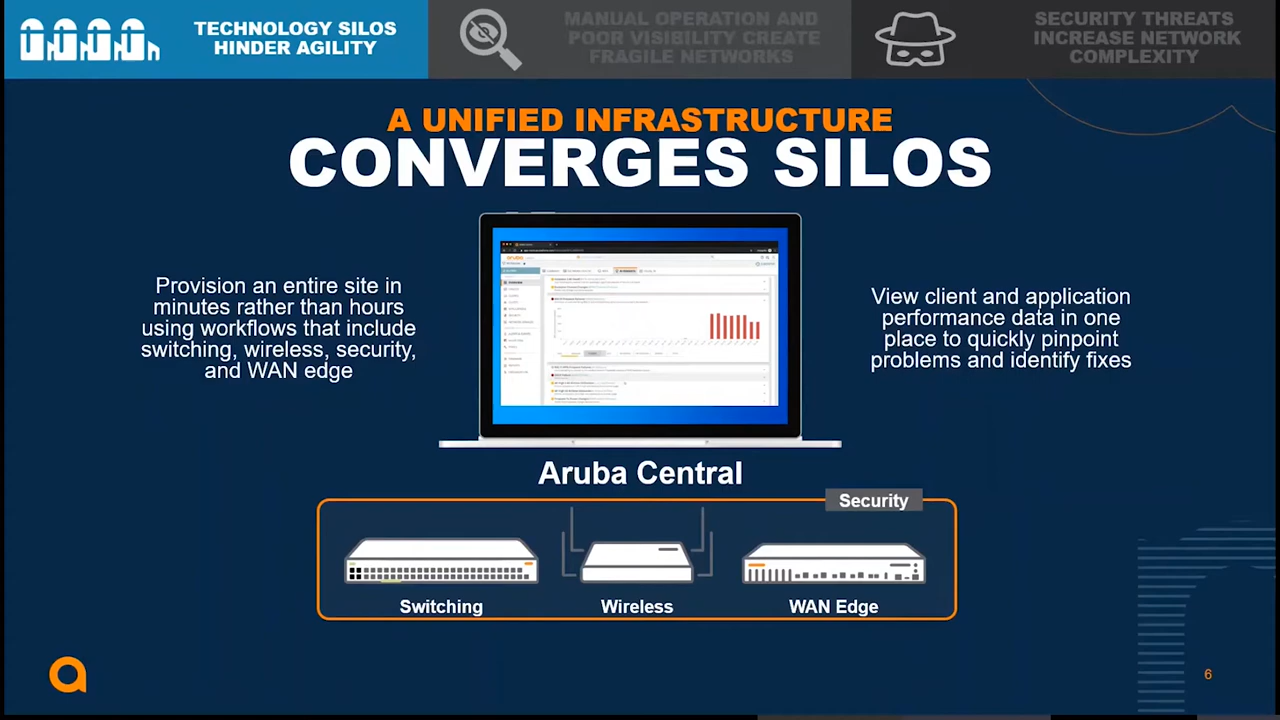 TECHNOLOGY SILOS
HINDER AGILITY
MANUAL OPERATION AND
POOR VISIBILITY CREATE
FRAGILE NETWORKS
SECURITY THREATS
INCREASE NETWORK
COMPLEXITY
A UNIFIED INFRASTRUCTURE
CONVERGES SILOS
Provision an entire site in
minutes rather than hours
using workflows that include
switching, wireless, security,
and WAN edge
View client and application
performance data in one
place to quickly pinpoint
problems and identify fixes
Aruba Central
Security
Switching
Wireless
WAN Edge
6